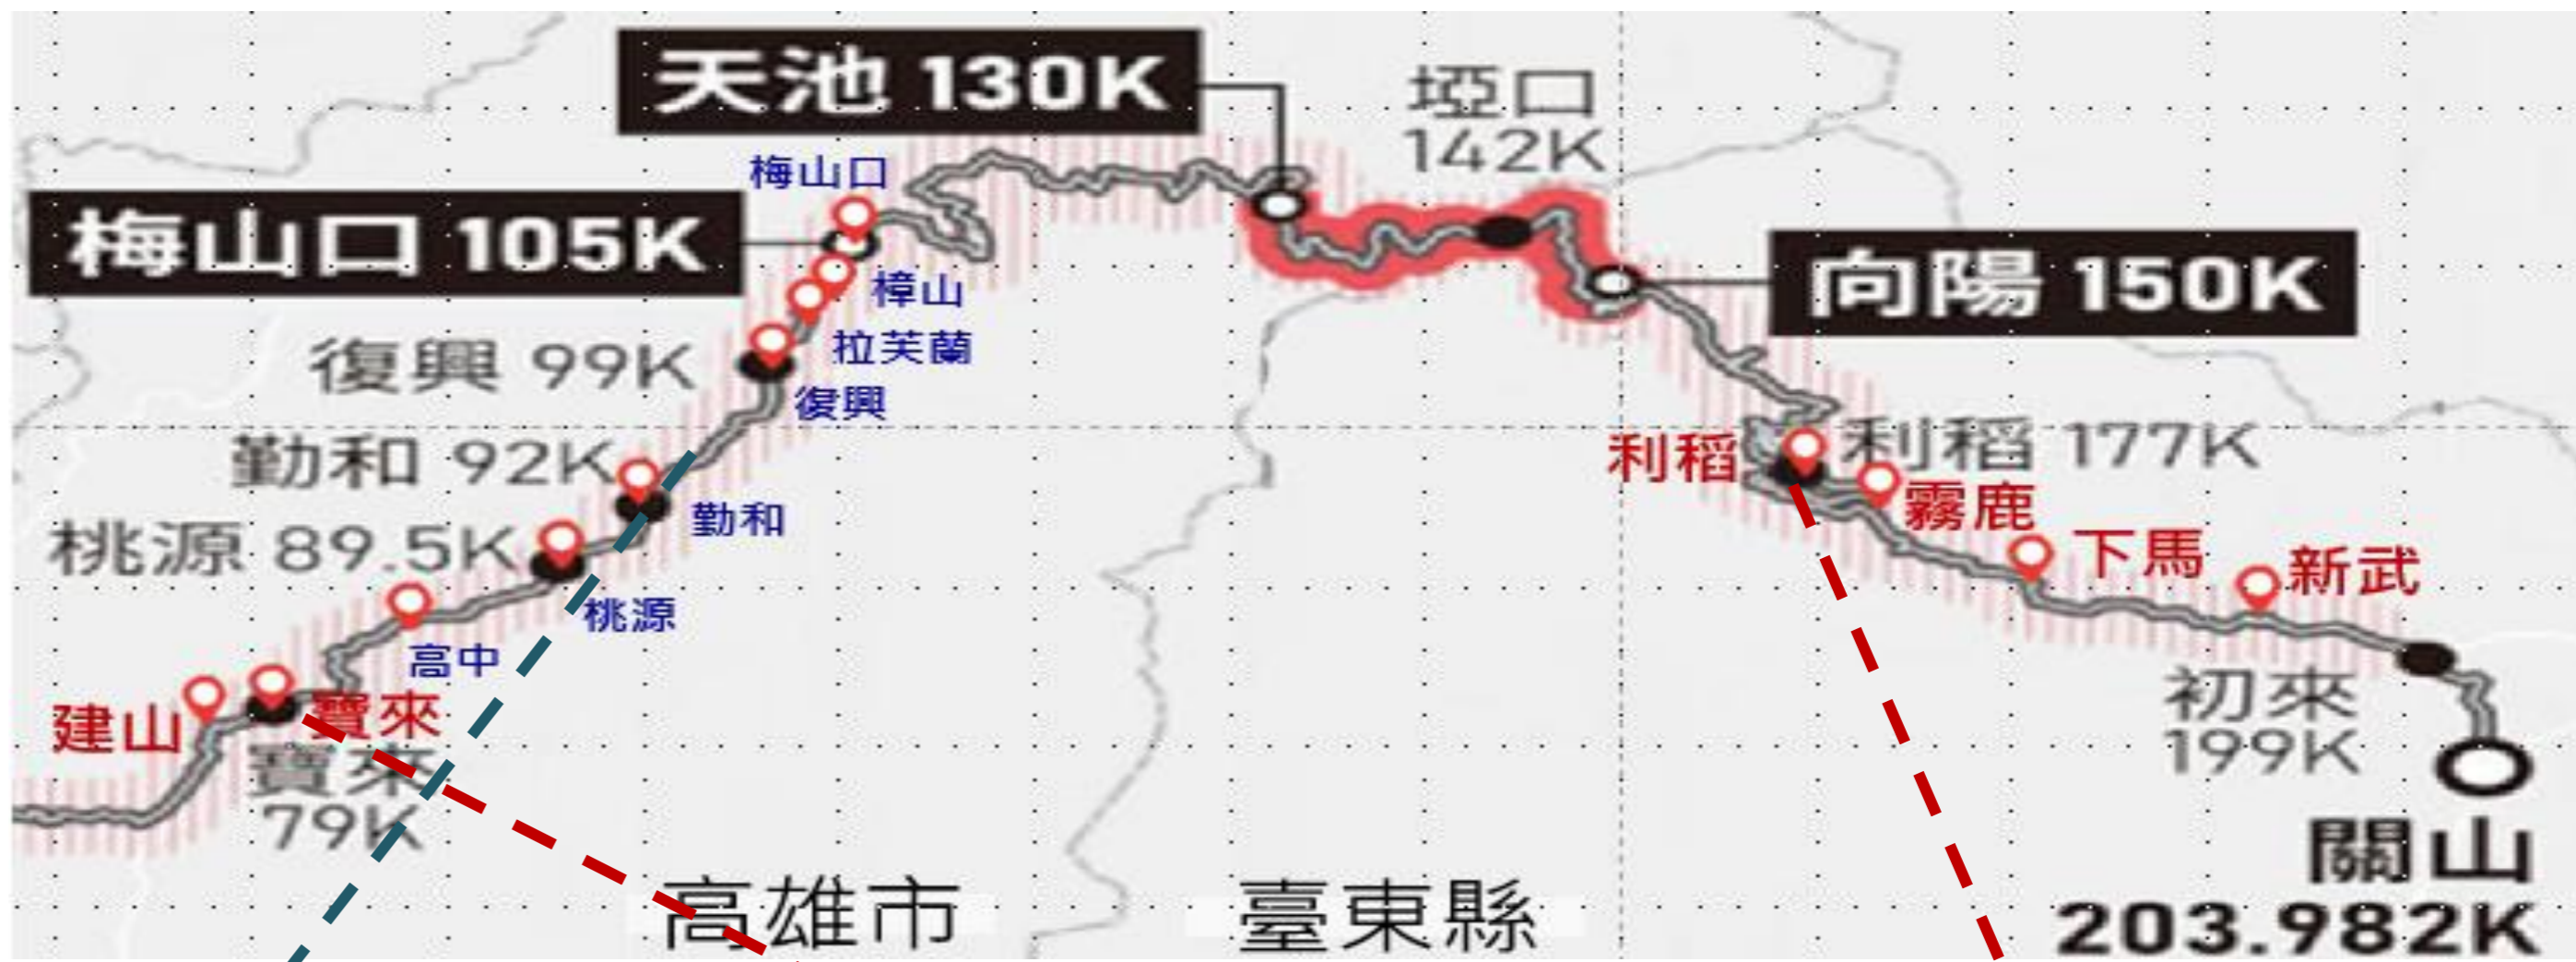 天池 130K
埡口
142K
梅山口
梅山口 105K
向陽 150K
樟山
拉芙蘭
復興 99K
復興
勤和 92K
勤和
利稻
利稻 177K
霧鹿
下馬
新武
桃源 89.5K
桃源
高中
建山
寶來
寶來
79K
初來
199K
高雄市
臺東縣
關山
203.982K